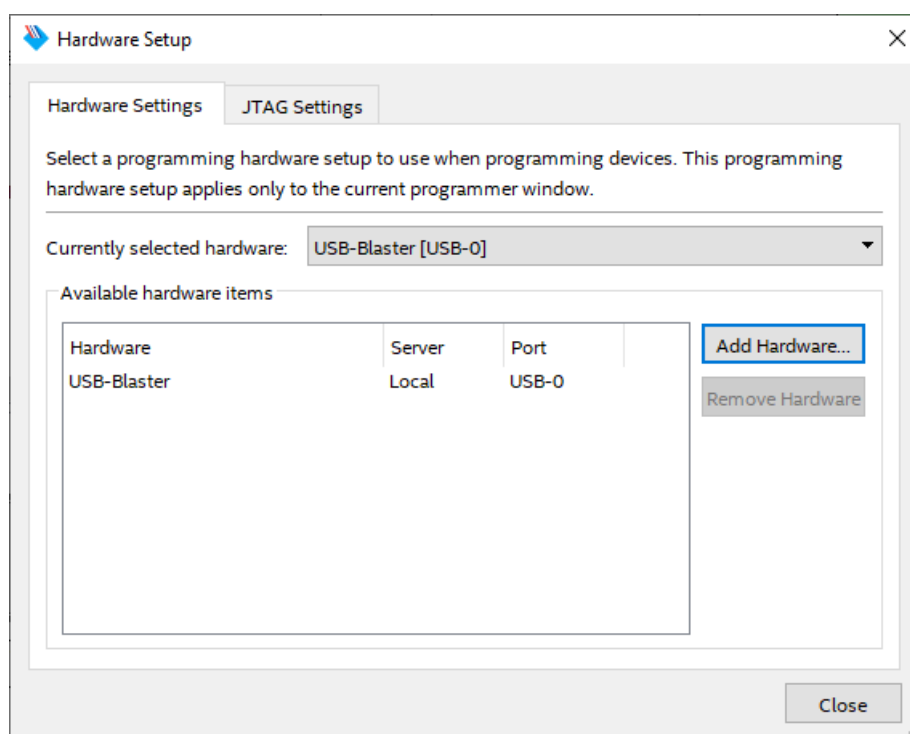 Hardware Setup
Hardware Settings
JTAG Settings
Select a programming hardware setup to use when programming devices. This programming
hardware setup applies only to the current programmer window.
Currently selected hardware: USB-Blaster [USB-0]
Available hardware items
Hardware Server Port
USB-Blaster Local USB-0
Add Hardware...
Remove Hardware
Close